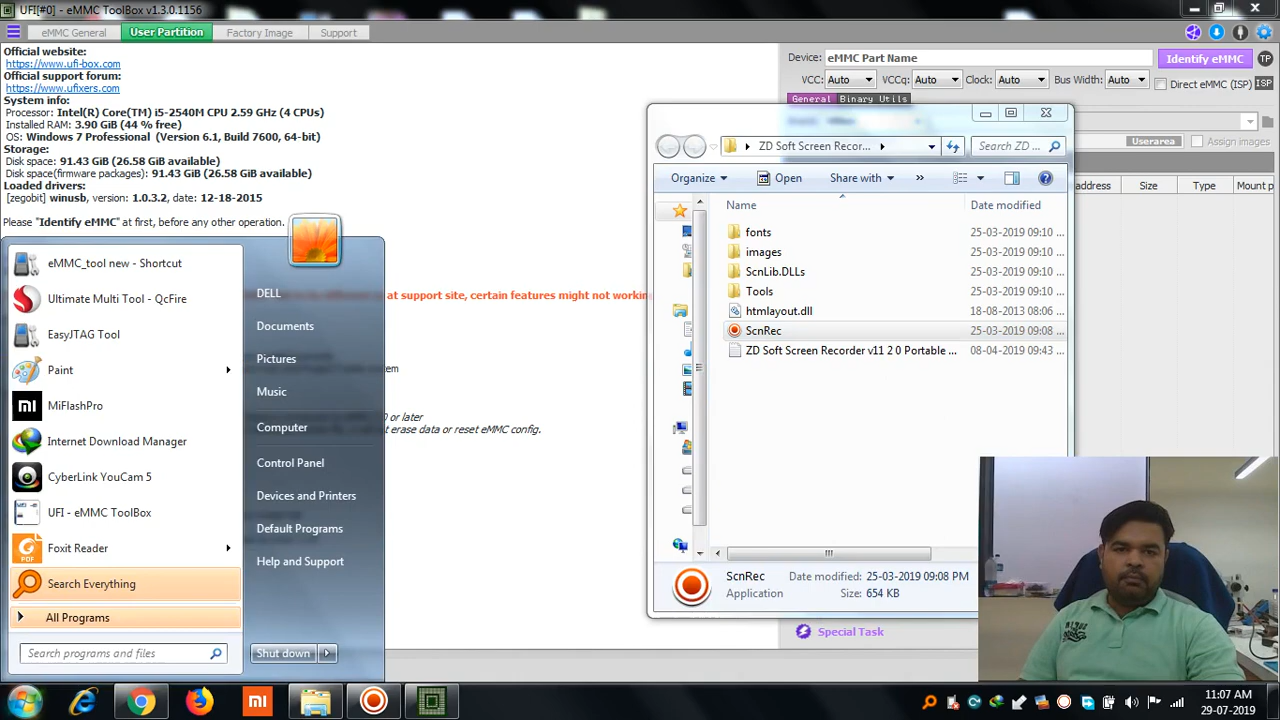 UFI[#0] - eMMC ToolBox v1.3.0.1156
eMMC General
User Partition
Factory Image
Support
Official website:
https://www.ufi-box.com
Official support forum:
https://www.ufixers.com
System info:
Processor: Intel(R) Core(TM) i5-2540M CPU 2.59 GHz (4 CPUs)
Installed RAM: 3.90 GiB (44 % free)
OS: Windows 7 Professional (Version 6.1, Build 7600, 64-bit)
Storage:
Disk space: 91.43 GiB (26.58 GiB available)
Disk space(firmware packages): 91.43 GiB (26.58 GiB available)
Loaded drivers:
[zegobit] winusb, version: 1.0.3.2, date: 12-18-2015
Please "Identify eMMC" at first, before any other operation.
at support site, certain features might not workin
0 or later
t erase data or reset eMMC config.
Device:
eMMC Part Name
Identify eMMC
TP
VCC:
Auto
VCCq:
Auto
Clock:
Auto
Bus Width:
Auto
Direct eMMC (ISP)
ISP
General
Binary Utils
Userarea
Assign images
address
Size
Type
Mount p
Special Task
ZD Soft Screen Recor...
Search ZD ...
Organize
Open
Share with
»
Name
Date modified
fonts
25-03-2019 09:10
images
25-03-2019 09:10
ScnLib.DLLs
25-03-2019 09:10
Tools
25-03-2019 09:10
htmlayout.dll
18-08-2013 08:06
ScnRec
25-03-2019 09:08 ...
ZD Soft Screen Recorder v11 2 0 Portable ...
08-04-2019 09:43 ...
ScnRec
Date modified: 25-03-2019 09:08 PM
Application
Size: 654 KB
eMMC_tool new - Shortcut
Ultimate Multi Tool - QcFire
EasyJTAG Tool
Paint
MiFlashPro
Internet Download Manager
CyberLink YouCam 5
UFI - eMMC ToolBox
Foxit Reader
PDF
Search Everything
All Programs
Search programs and files
DELL
Documents
Pictures
Music
Computer
Control Panel
Devices and Printers
Default Programs
Help and Support
Shut down
11:07 AM
29-07-2019